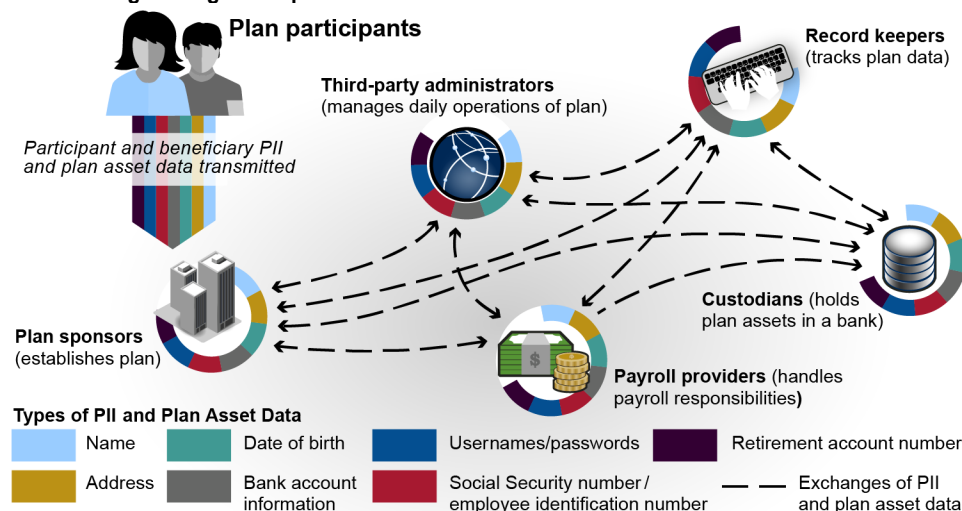 Plan participants
Participant and beneficiary PII
and plan asset data transmitted
Third-party administrators
(manages daily operations of plan)
Record keepers
(tracks plan data)
Plan sponsors
(establishes plan)
Custodians (holds
plan assets in a bank)
$
Payroll providers (handles
payroll responsibilities)
Types of PII and Plan Asset Data
Name
Date of birth
Usernames/passwords
Retirement account number
Address
Bank account
information
Social Security number/
employee identification number
Exchanges of PII
and plan asset data